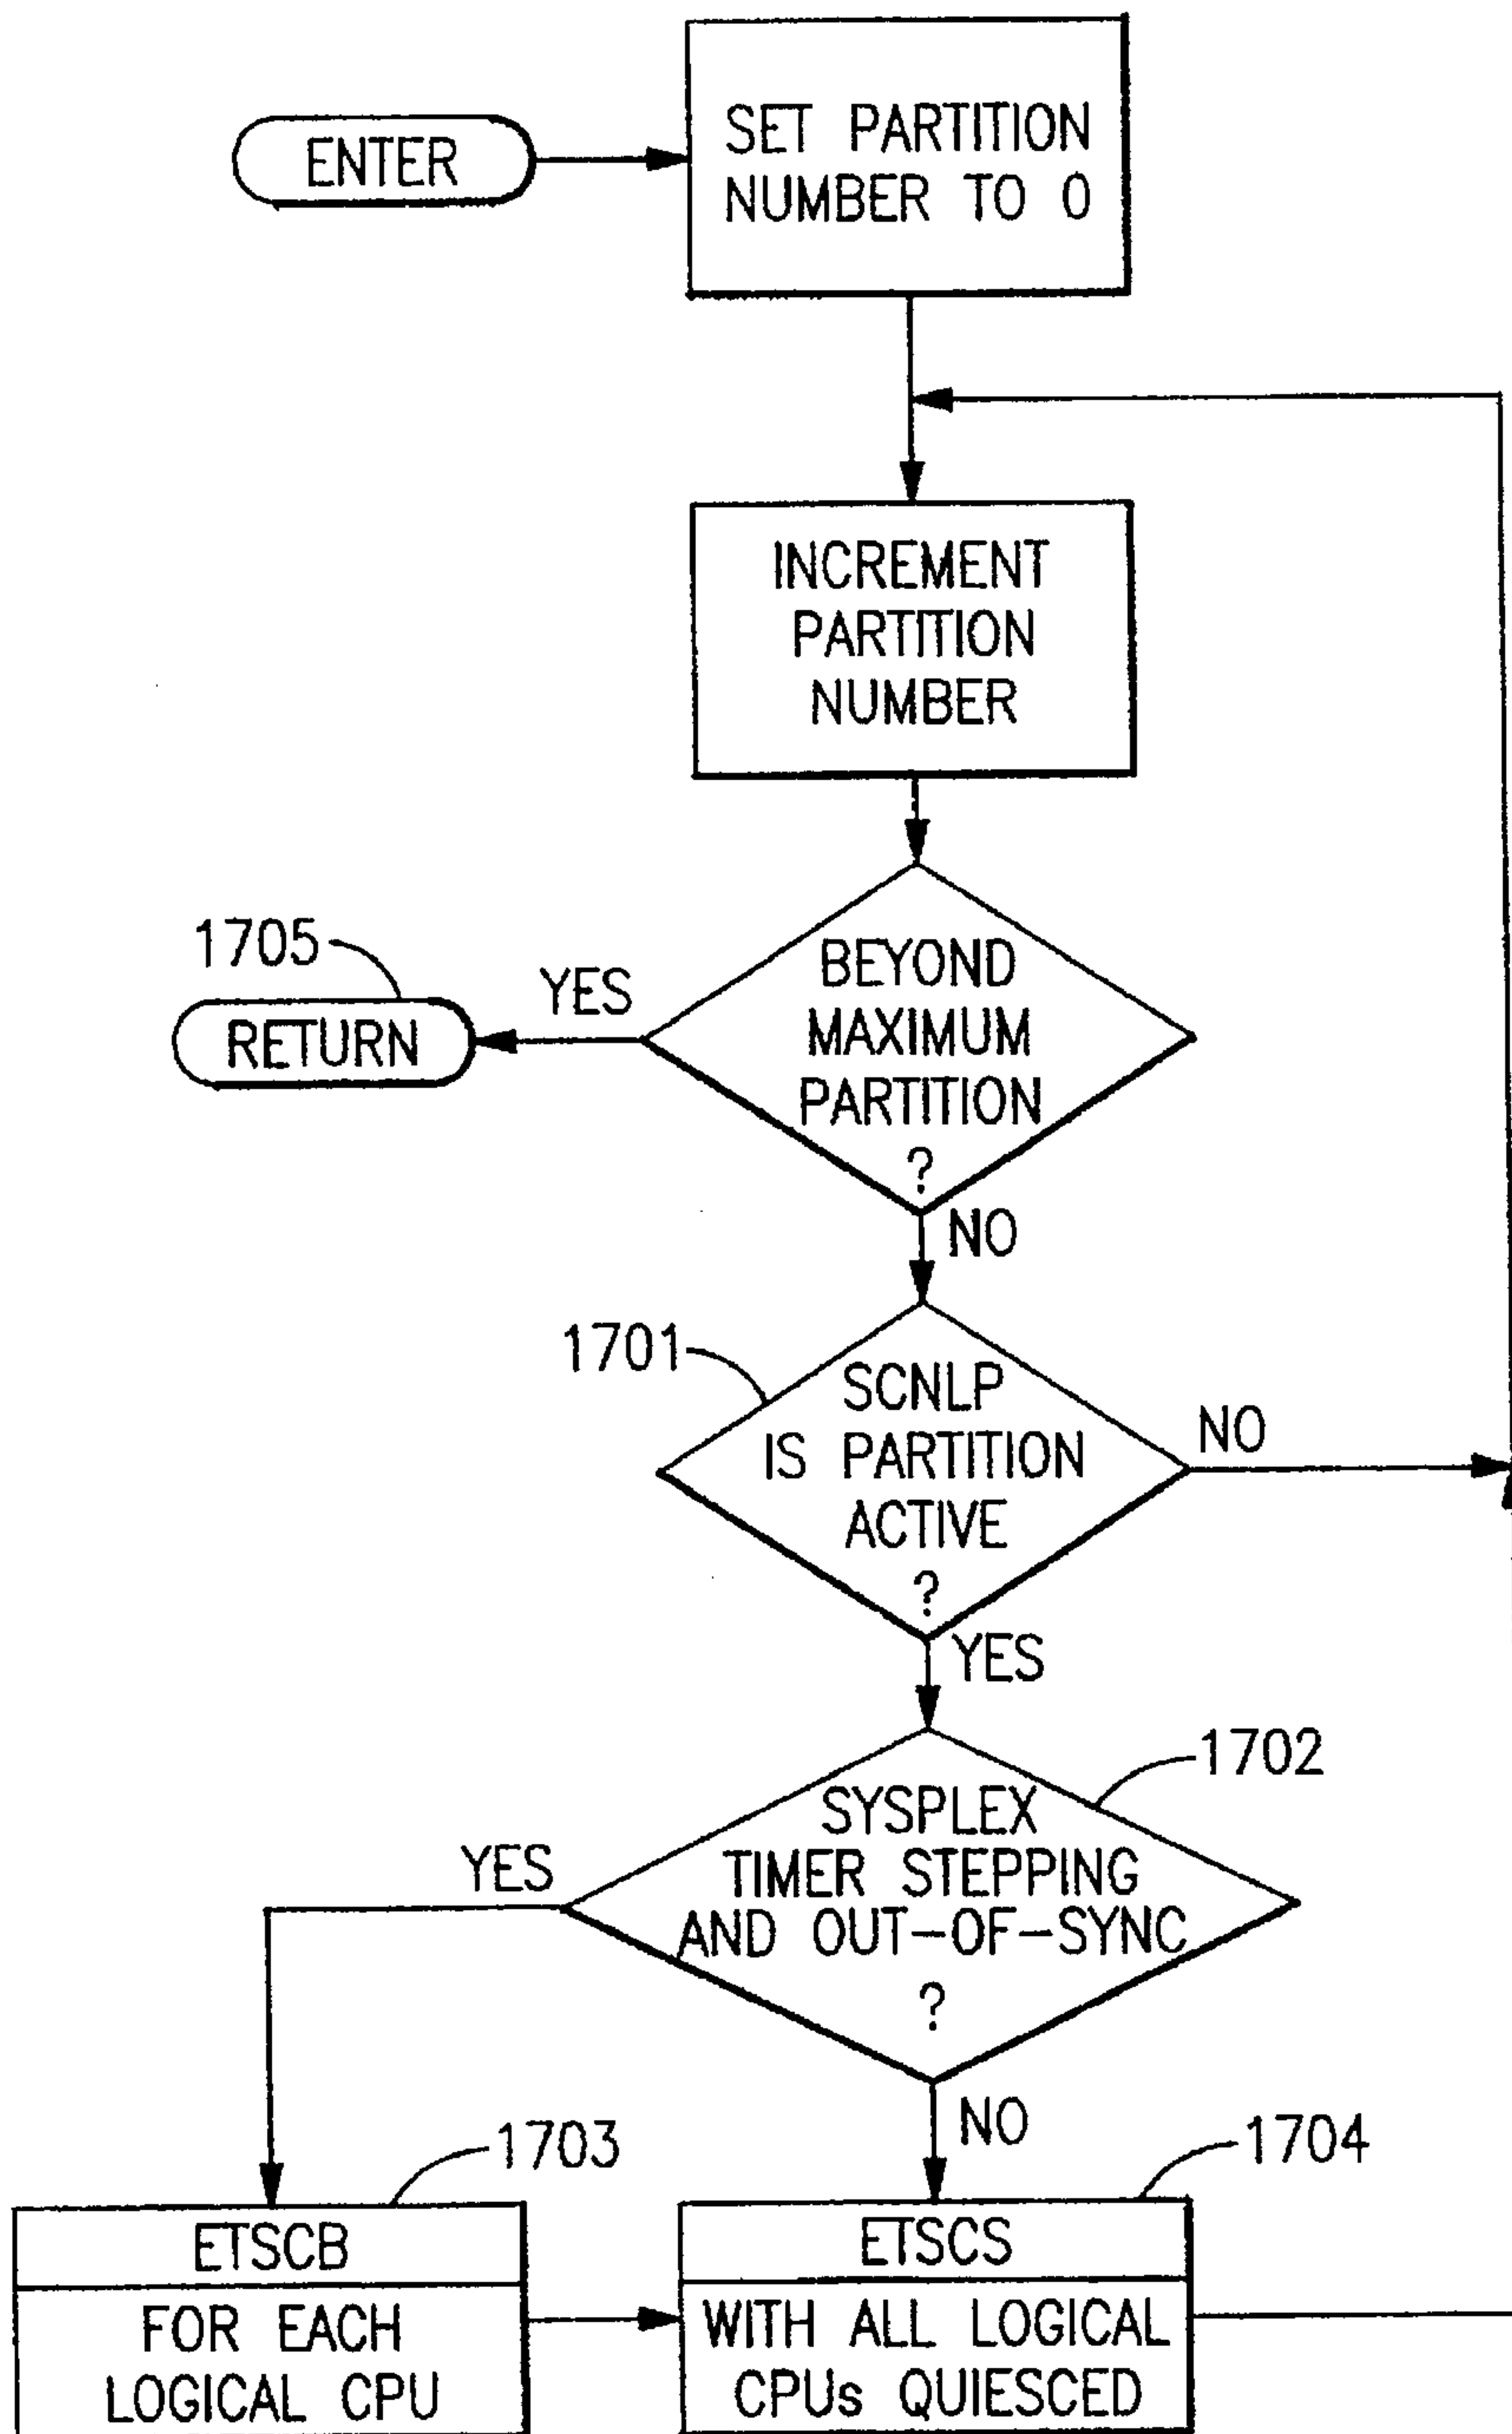 ENTER
SET PARTITION
NUMBER TO 0
INCREMENT
PARTITION
NUMBER
1705
RETURN
YES
BEYOND
MAXIMUM
PARTITION
?
NO
1701
SCNLP
IS PARTITION
ACTIVE
?
NO
YES
1702
SYSPLEX
TIMER STEPPING
AND OUT-OF-SYNC
?
YES
NO
1703
ETSCB
FOR EACH
LOGICAL CPU
1704
ETSCS
WITH ALL LOGICAL
CPUs QUIESCED